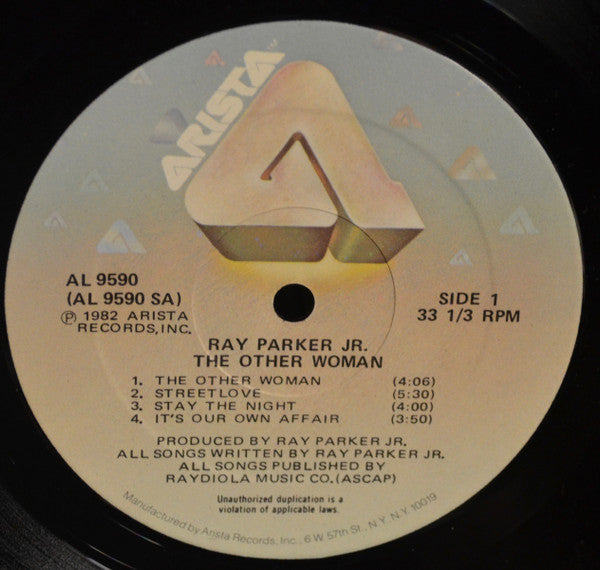 ARISTA
AL 9590
(AL 9590 SA)
℗ 1982 ARISTA
RECORDS, INC.
SIDE 1
33 1/3 RPM
RAY PARKER JR.
THE OTHER WOMAN
1. THE OTHER WOMAN (4:06)
2. STREETLOVE (5:30)
3. STAY THE NIGHT (4:00)
4. IT'S OUR OWN AFFAIR (3:50)
PRODUCED BY RAY PARKER JR.
ALL SONGS WRITTEN BY RAY PARKER JR.
ALL SONGS PUBLISHED BY
RAYDIOLA MUSIC CO.(ASCAP)
Unauthorized duplication is a
violation of applicable laws.
Manufactured by Arista Records, Inc., 6 W. 57th St., N.Y. N.Y. 10019